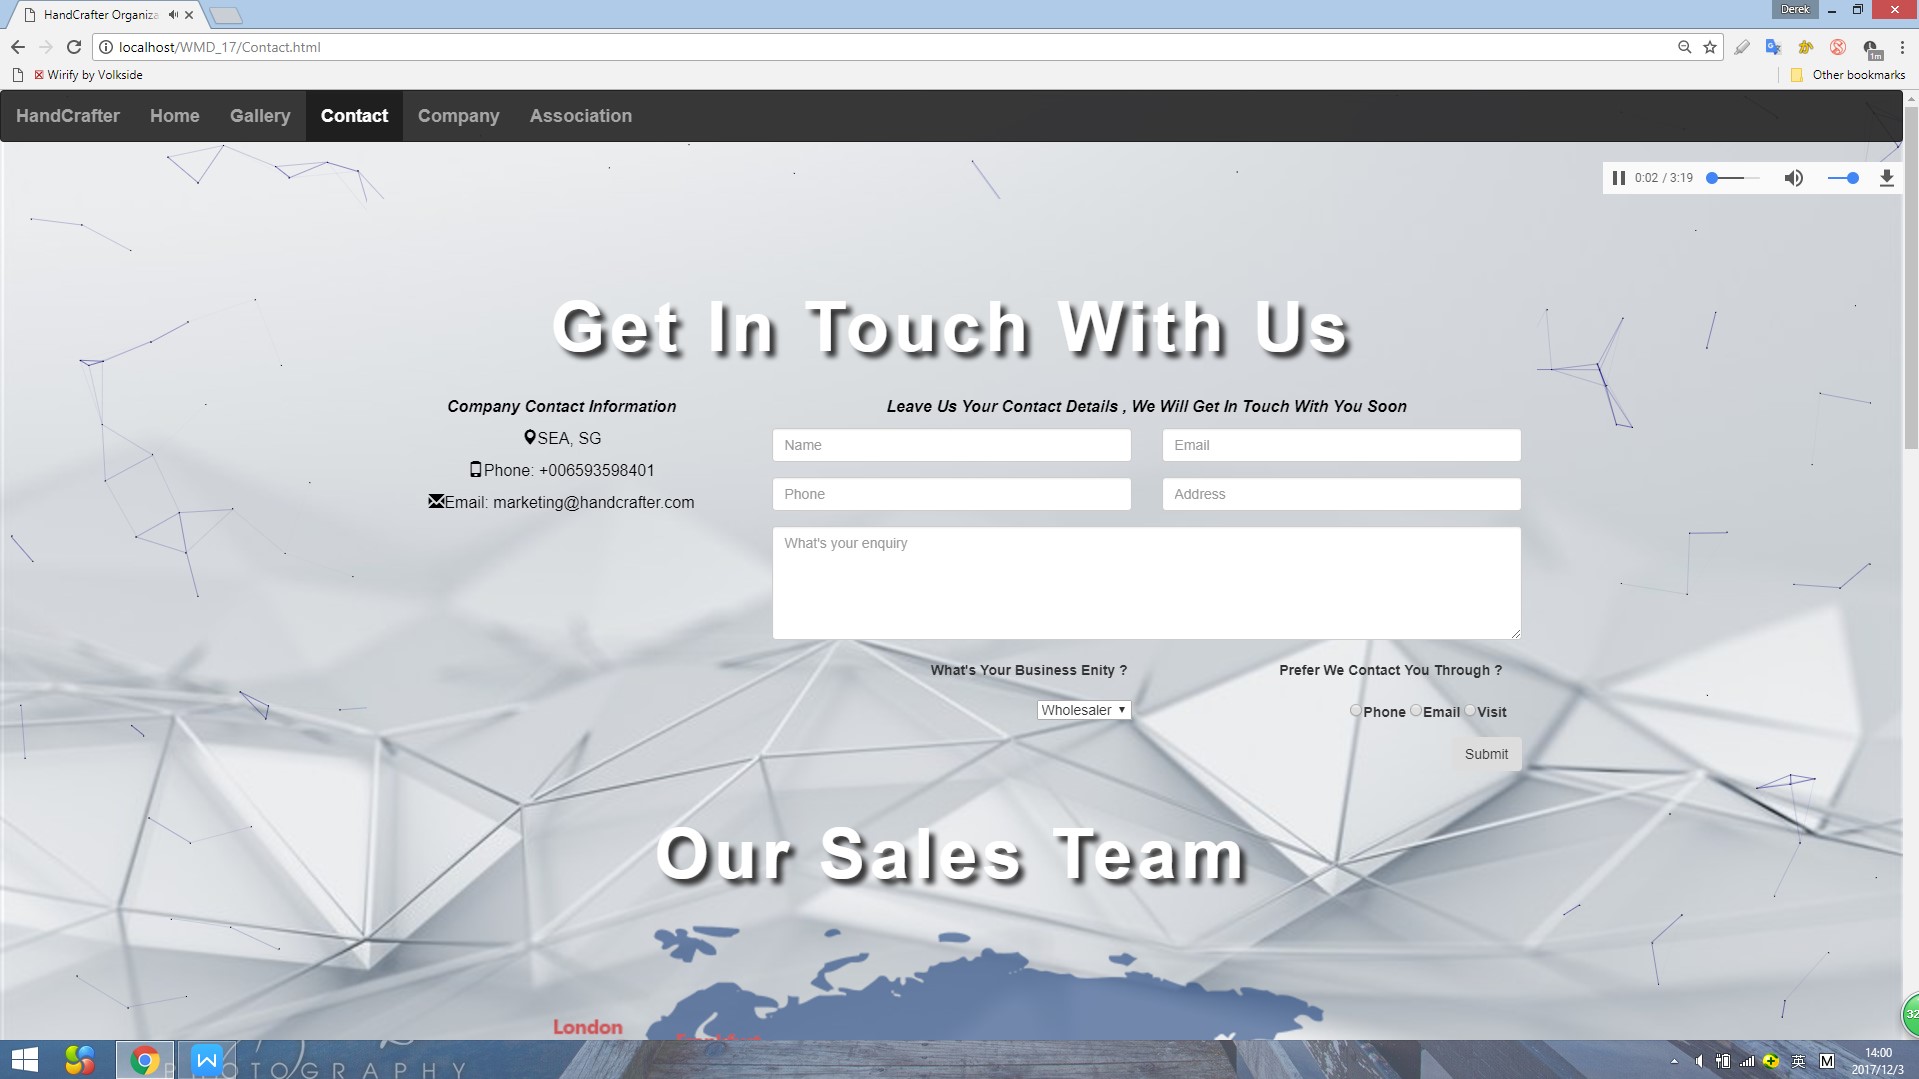 HandCrafter Organiza
Derek
localhost/WMD_17/Contact.html
Wirify by Volkside
Other bookmarks
HandCrafter Home Gallery Contact Company Association
0:02 / 3:19
Get In Touch With Us
Company Contact Information
SEA, SG
Phone: +006593598401
Email: marketing@handcrafter.com
Leave Us Your Contact Details , We Will Get In Touch With You Soon
Name Email
Phone Address
What's your enquiry
What's Your Business Enity ? Prefer We Contact You Through ?
Wholesaler Phone Email Visit
Submit
Our Sales Team
London
32
PHOTOGRAPHY
英 M
14:00
2017/12/3